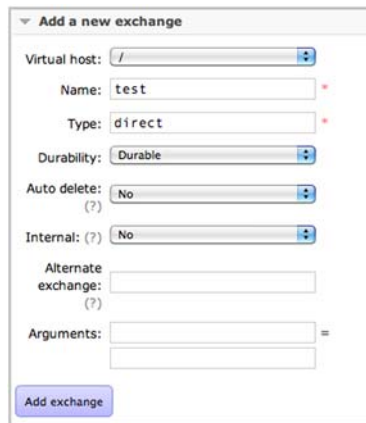 Add a new exchange
Virtual host: /
Name: test *
Type: direct *
Durability: Durable
Auto delete: No
(?)
Internal: (?) No
Alternate
exchange:
(?)
Arguments: =
Add exchange